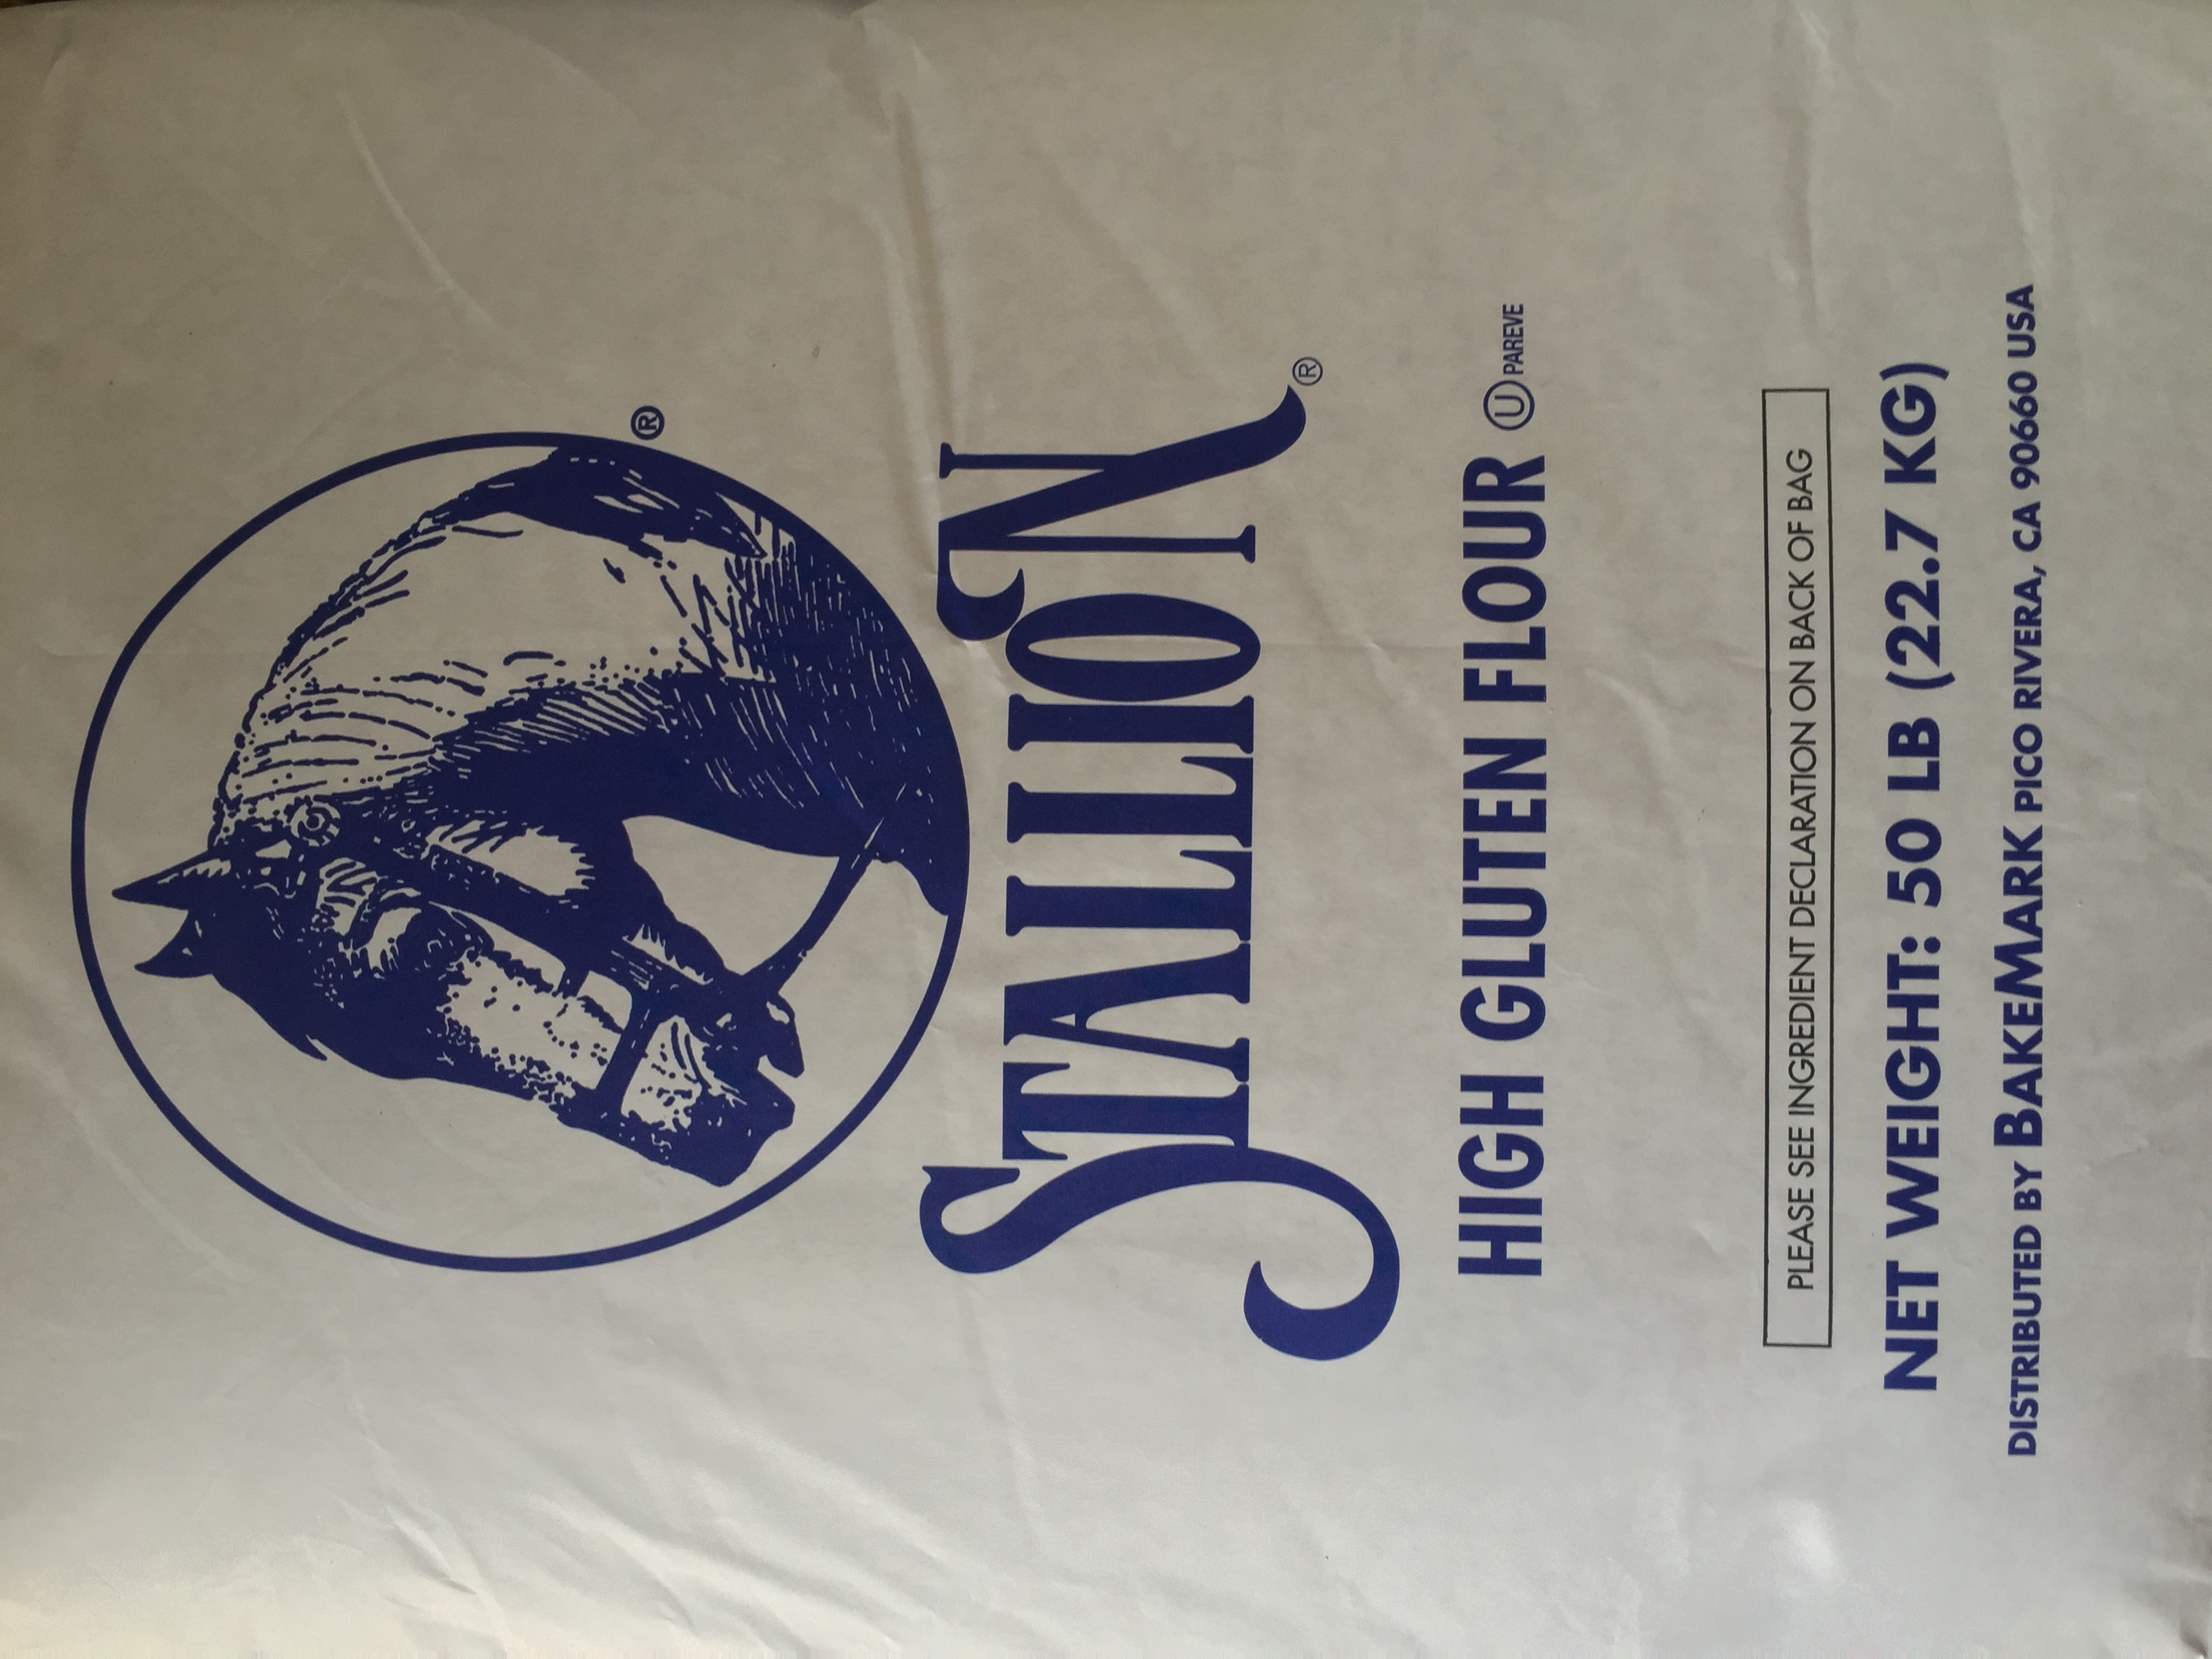 ®
STALLION®
HIGH GLUTEN FLOUR Ⓤ PAREVE
PLEASE SEE INGREDIENT DECLARATION ON BACK OF BAG
NET WEIGHT: 50 LB (22.7 KG)
DISTRIBUTED BY BAKEMARK PICO RIVERA, CA 90660 USA